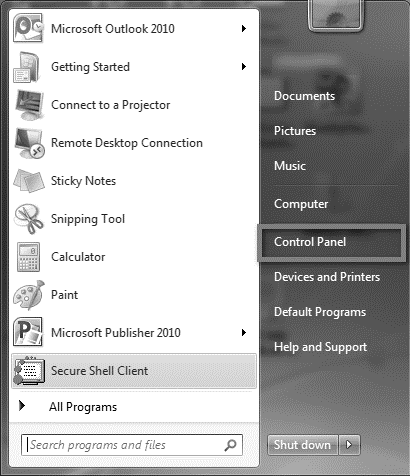 Microsoft Outlook 2010
Getting Started
Connect to a Projector
Remote Desktop Connection
Sticky Notes
Snipping Tool
Calculator
Paint
Microsoft Publisher 2010
Secure Shell Client
All Programs
Search programs and files
Documents
Pictures
Music
Computer
Control Panel
Devices and Printers
Default Programs
Help and Support
Shut down